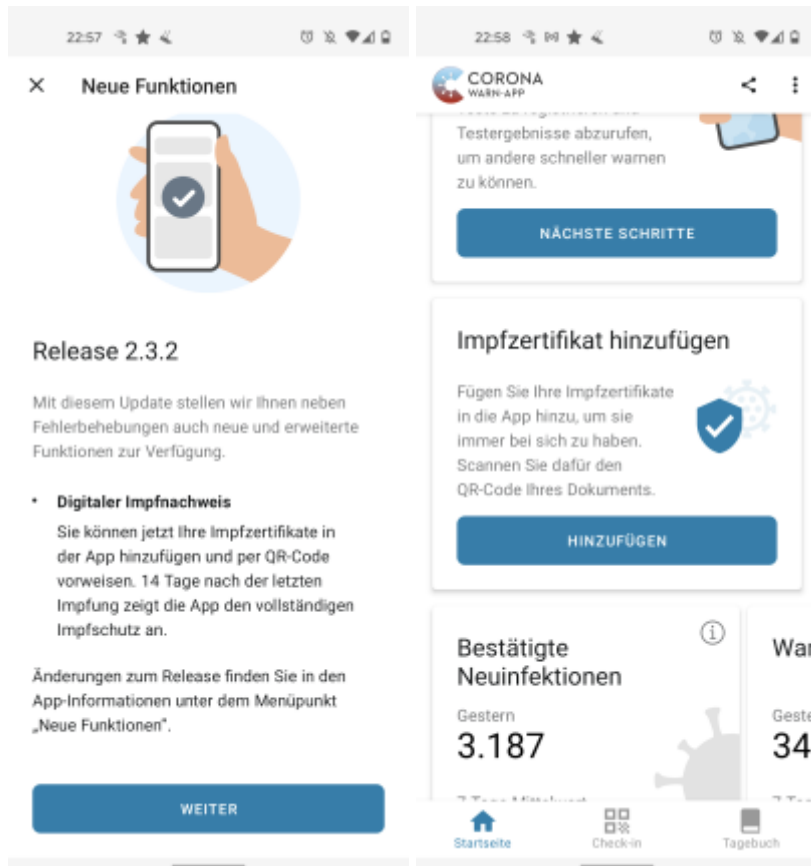 22:57
Neue Funktionen
Release 2.3.2
Mit diesem Update stellen wir Ihnen neben
Fehlerbehebungen auch neue und erweiterte
Funktionen zur Verfügung.
• Digitaler Impfnachweis
Sie können jetzt Ihre Impfzertifikate in
der App hinzufügen und per QR-Code
vorweisen. 14 Tage nach der letzten
Impfung zeigt die App den vollständigen
Impfschutz an.
Änderungen zum Release finden Sie in den
App-Informationen unter dem Menüpunkt
„Neue Funktionen“.
WEITER
22:58
CORONA
WARN-APP
Testergebnisse abzurufen,
um andere schneller warnen
zu können.
NÄCHSTE SCHRITTE
Impfzertifikat hinzufügen
Fügen Sie Ihre Impfzertifikate
in die App hinzu, um sie
immer bei sich zu haben.
Scannen Sie dafür den
QR-Code Ihres Dokuments.
HINZUFÜGEN
Bestätigte
Neuinfektionen
Gestern
3.187
War
Geste
34
Startseite
Check-in
Tagebuch